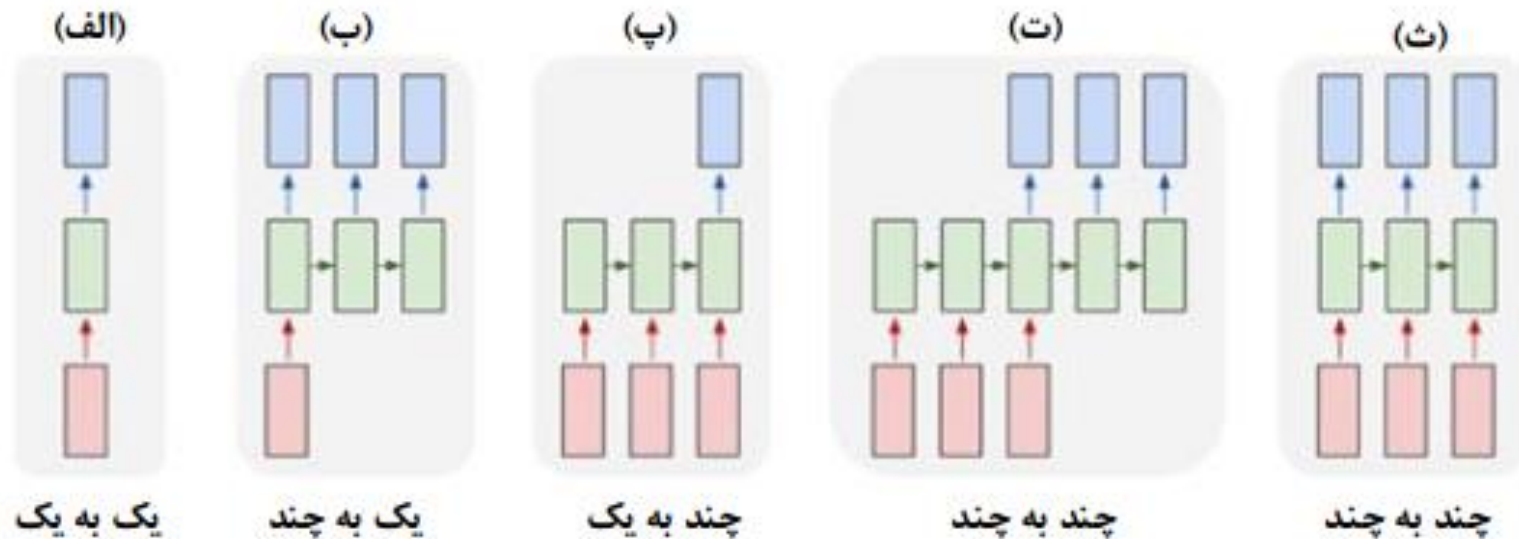 (الف)
(ب)
(پ)
(ت)
(ث)
یک به یک
یک به چند
چند به یک
چند به چند
چند به چند